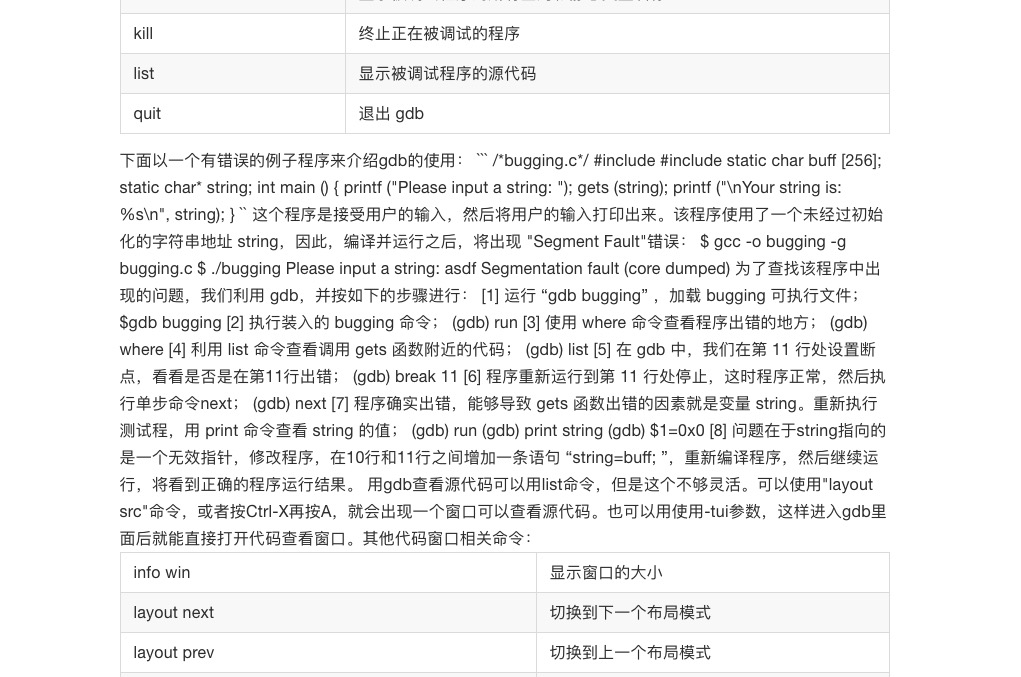 kill 终止正在被调试的程序
list 显示被调试程序的源代码
quit 退出 gdb
下面以一个有错误的例子程序来介绍gdb的使用： ``` /*bugging.c*/ #include #include static char buff [256];
static char* string; int main () { printf ("Please input a string: "); gets (string); printf ("\nYour string is:
%s\n", string); } `` 这个程序是接受用户的输入，然后将用户的输入打印出来。该程序使用了一个未经过初始
化的字符串地址 string，因此，编译并运行之后，将出现 "Segment Fault"错误： $ gcc -o bugging -g
bugging.c $ ./bugging Please input a string: asdf Segmentation fault (core dumped) 为了查找该程序中出
现的问题，我们利用 gdb，并按如下的步骤进行： [1] 运行 “gdb bugging” ，加载 bugging 可执行文件；
$gdb bugging [2] 执行装入的 bugging 命令； (gdb) run [3] 使用 where 命令查看程序出错的地方； (gdb)
where [4] 利用 list 命令查看调用 gets 函数附近的代码； (gdb) list [5] 在 gdb 中，我们在第 11 行处设置断
点，看看是否是在第11行出错； (gdb) break 11 [6] 程序重新运行到第 11 行处停止，这时程序正常，然后执
行单步命令next； (gdb) next [7] 程序确实出错，能够导致 gets 函数出错的因素就是变量 string。重新执行
测试程，用 print 命令查看 string 的值； (gdb) run (gdb) print string (gdb) $1=0x0 [8] 问题在于string指向的
是一个无效指针，修改程序，在10行和11行之间增加一条语句 “string=buff; ”，重新编译程序，然后继续运
行，将看到正确的程序运行结果。 用gdb查看源代码可以用list命令，但是这个不够灵活。可以使用"layout
src"命令，或者按Ctrl-X再按A，就会出现一个窗口可以查看源代码。也可以用使用-tui参数，这样进入gdb里
面后就能直接打开代码查看窗口。其他代码窗口相关命令：
info win 显示窗口的大小
layout next 切换到下一个布局模式
layout prev 切换到上一个布局模式